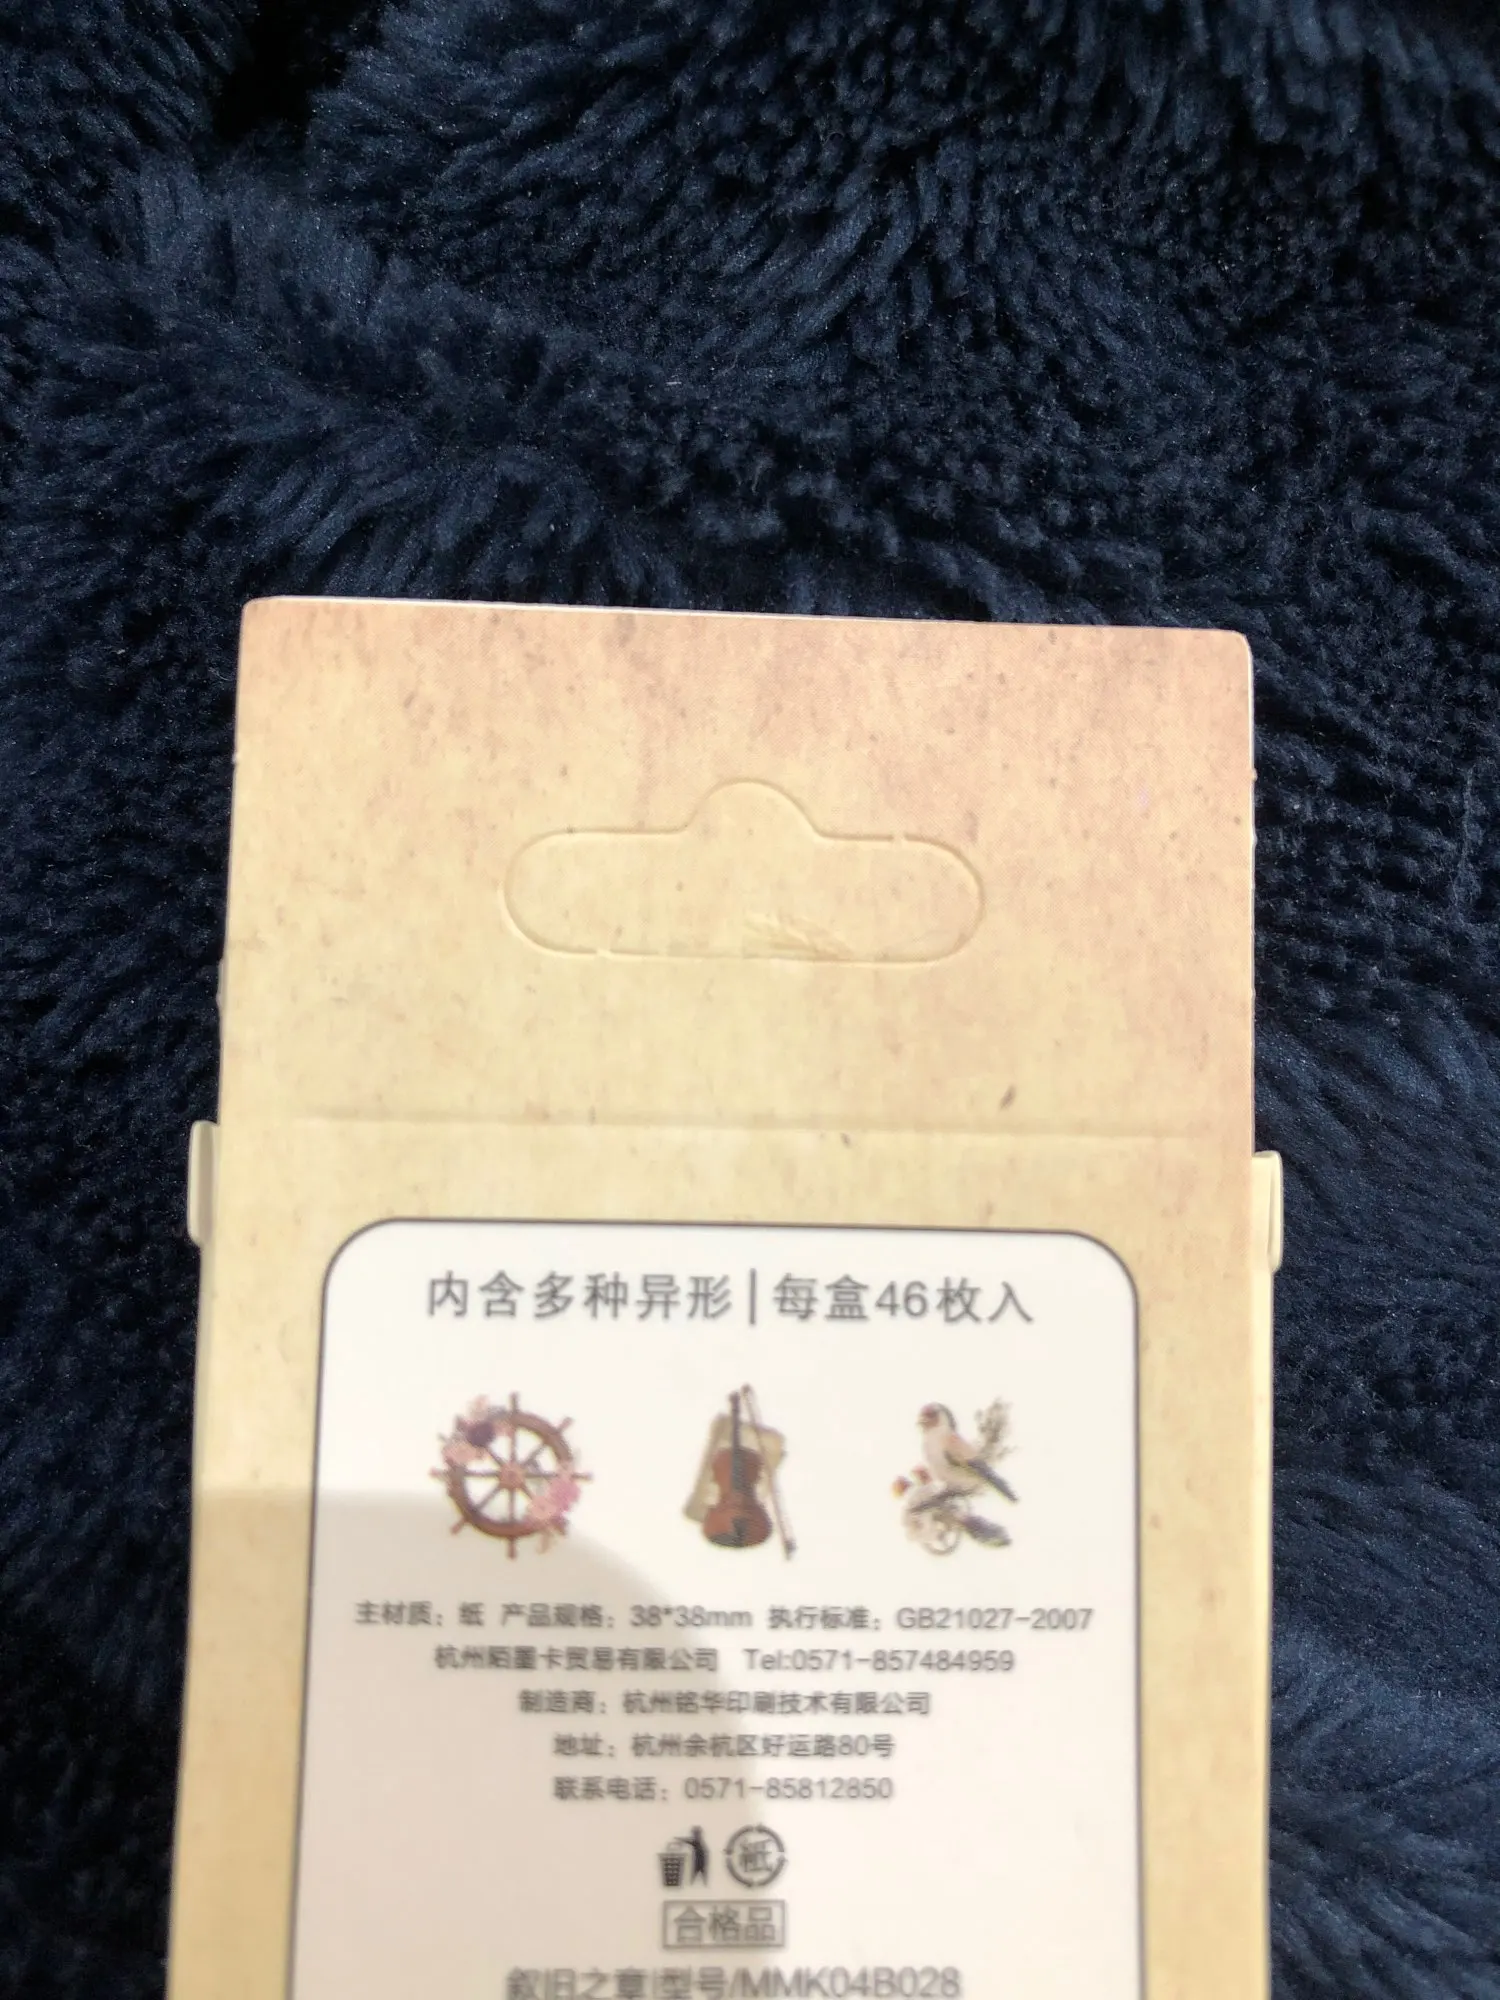 内含多种异形|每盒46枚入
主材质：纸 产品规格：38*38mm 执行标准：GB21027-2007
杭州陌墨卡贸易有限公司 Tel:0571-857484959
制造商：杭州铭华印刷技术有限公司
地址：杭州余杭区好运路80号
联系电话：0571-85812850
紙
合格品
叙旧之章|型号/MMK04B028